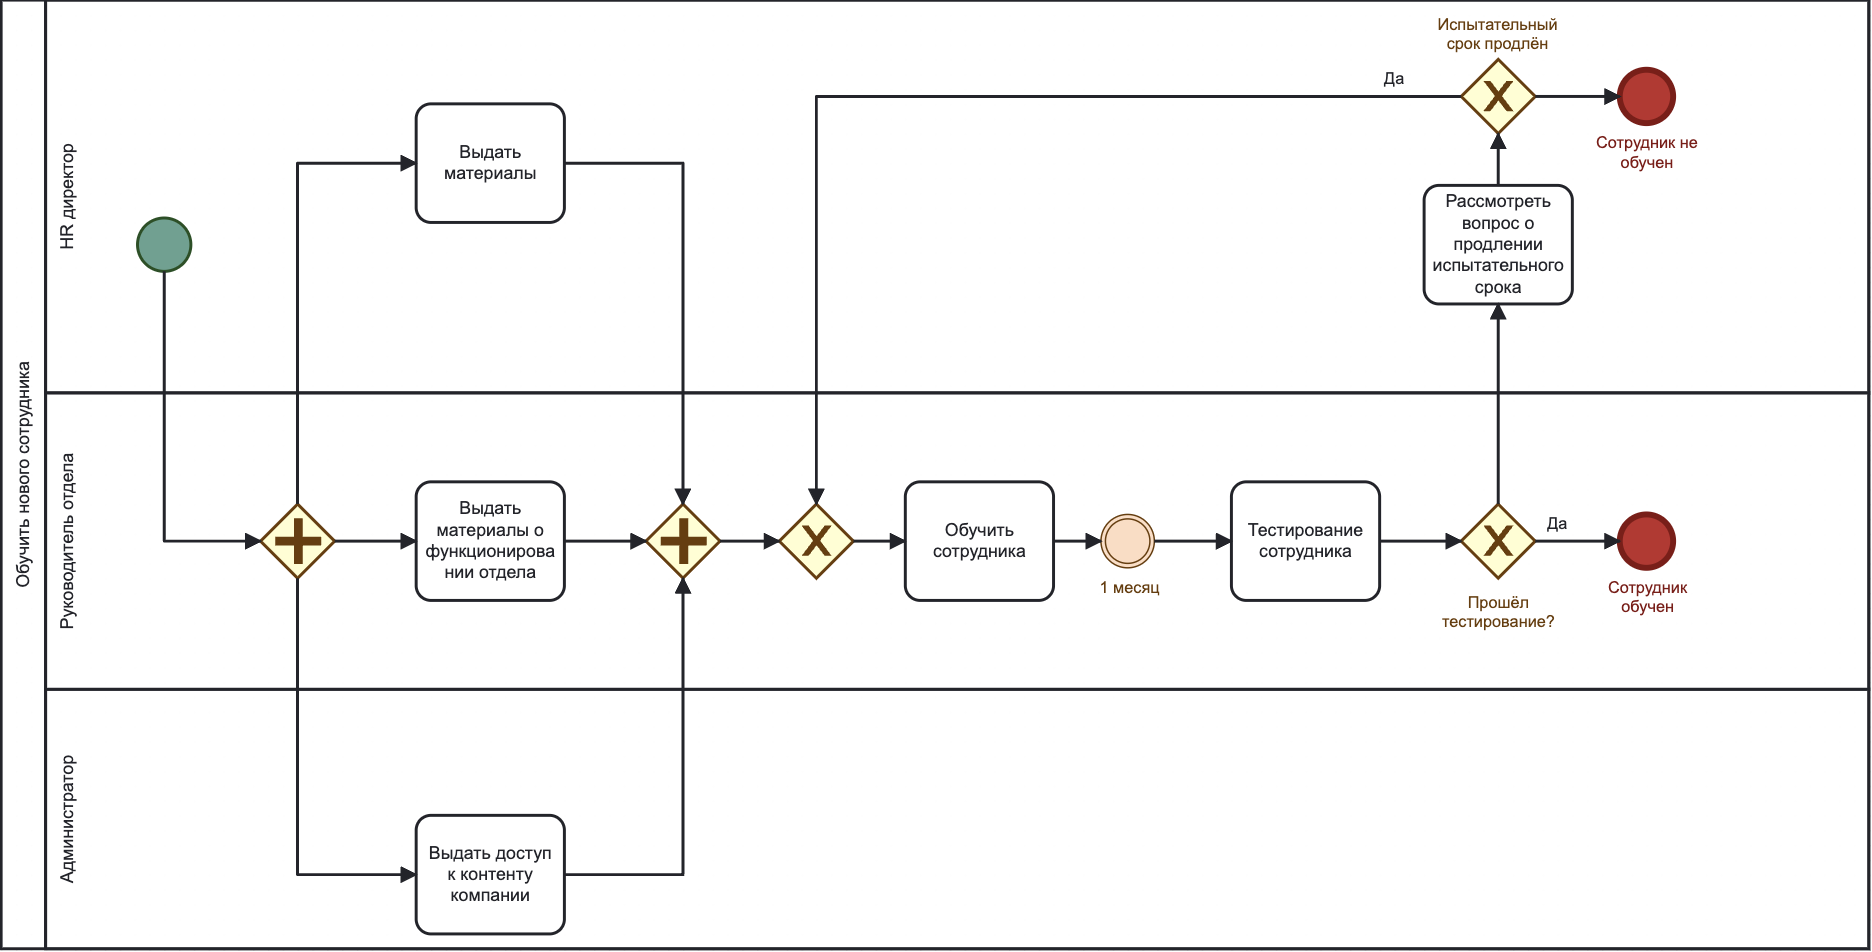 Обучить нового сотрудника
HR директор
Выдать
материалы
Да
Испытательный
срок продлён
Сотрудник не
обучен
Рассмотреть
вопрос о
продлении
испытательного
срока
Руководитель отдела
Выдать
материалы о
функционирова
нии отдела
Обучить
сотрудника
1 месяц
Тестирование
сотрудника
Прошёл
тестирование?
Да
Сотрудник
обучен
Администратор
Выдать доступ
к контенту
компании